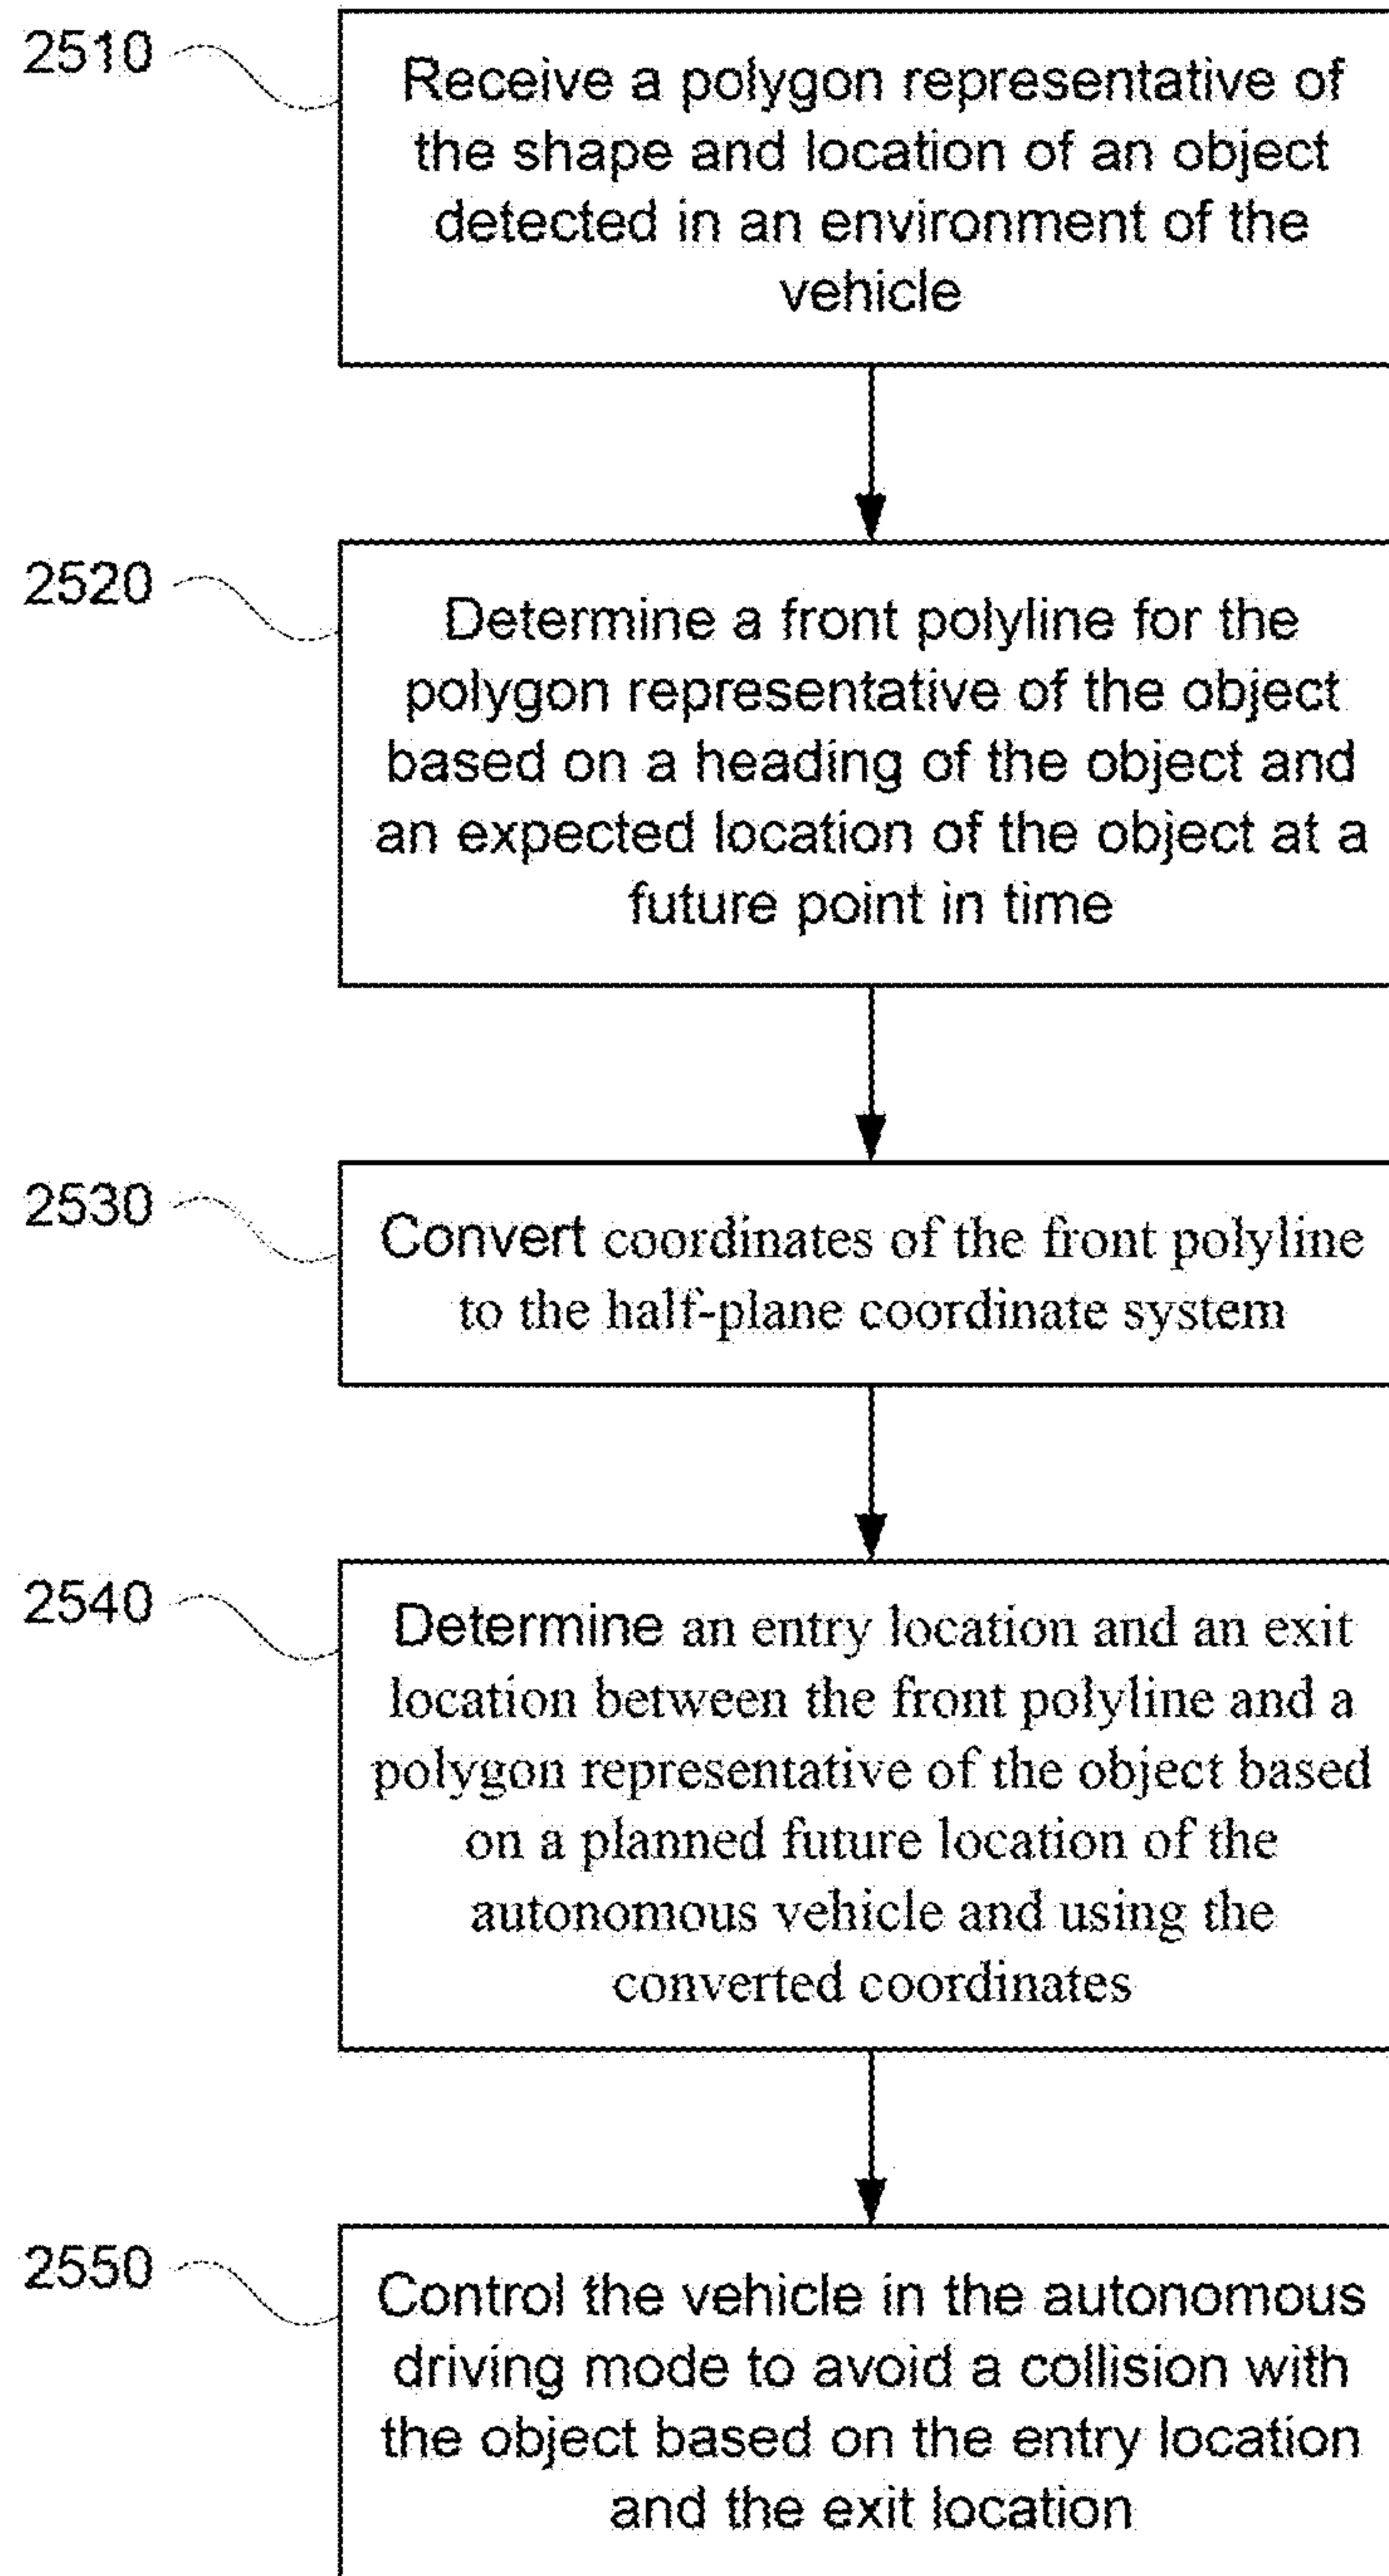 2510
Receive a polygon representative of
the shape and location of an object
detected in an environment of the
vehicle
2520
Determine a front polyline for the
polygon representative of the object
based on a heading of the object and
an expected location of the object at a
future point in time
2530
Convert coordinates of the front polyline
to the half-plane coordinate system
2540
Determine an entry location and an exit
location between the front polyline and a
polygon representative of the object based
on a planned future location of the
autonomous vehicle and using the
converted coordinates
2550
Control the vehicle in the autonomous
driving mode to avoid a collision with
the object based on the entry location
and the exit location